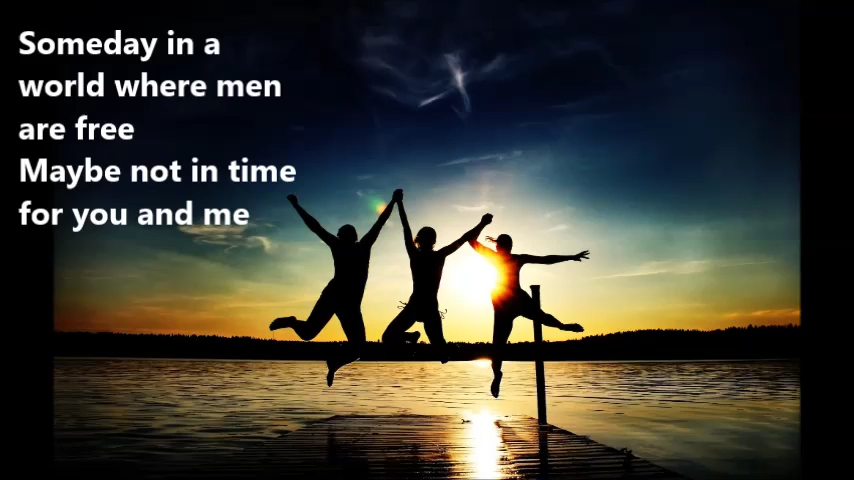 Someday in a
world where men
are free
Maybe not in time
for you and me